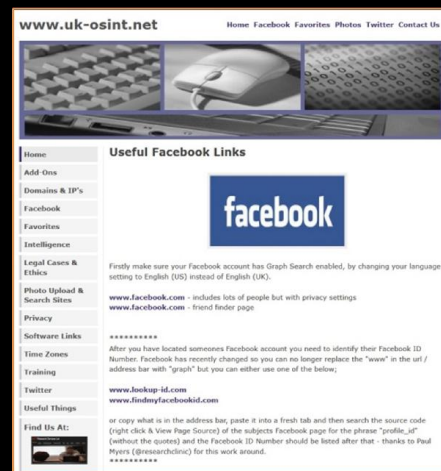 www.uk-osint.net
Home Facebook Favorites Photos Twitter Contact Us
Home
Add-Ons
Domains & IP's
Facebook
Favorites
Intelligence
Legal Cases &
Ethics
Photo Upload &
Search Sites
Privacy
Software Links
Time Zones
Training
Twitter
Useful Things
Find Us At:
Useful Facebook Links
facebook
Firstly make sure your Facebook account has Graph Search enabled, by changing your language
setting to English (US) instead of English (UK).
www.facebook.com - includes lots of people but with privacy settings
www.facebook.com - friend finder page
**********
After you have located someones Facebook account you need to identify their Facebook ID
Number. Facebook has recently changed so you can no longer replace the "www" in the url /
address bar with "graph" but you can either use one of the below;
www.lookup-id.com
www.findmyfacebookid.com
or copy what is in the address bar, paste it into a fresh tab and then search the source code
(right click & View Page Source) of the subjects Facebook page for the phrase "profile_id"
(without the quotes) and the Facebook ID Number should be listed after that - thanks to Paul
Myers (@researchclinic) for this work around.
**********